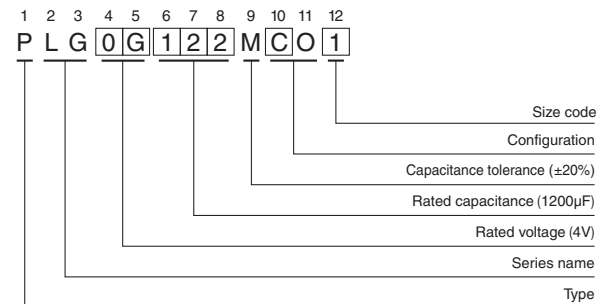 1 2 3 4 5 6 7 8 9 10 11 12
P L G 0 G 1 2 2 M C O 1
Size code
Configuration
Capacitance tolerance (±20%)
Rated capacitance (1200µF)
Rated voltage (4V)
Series name
Type